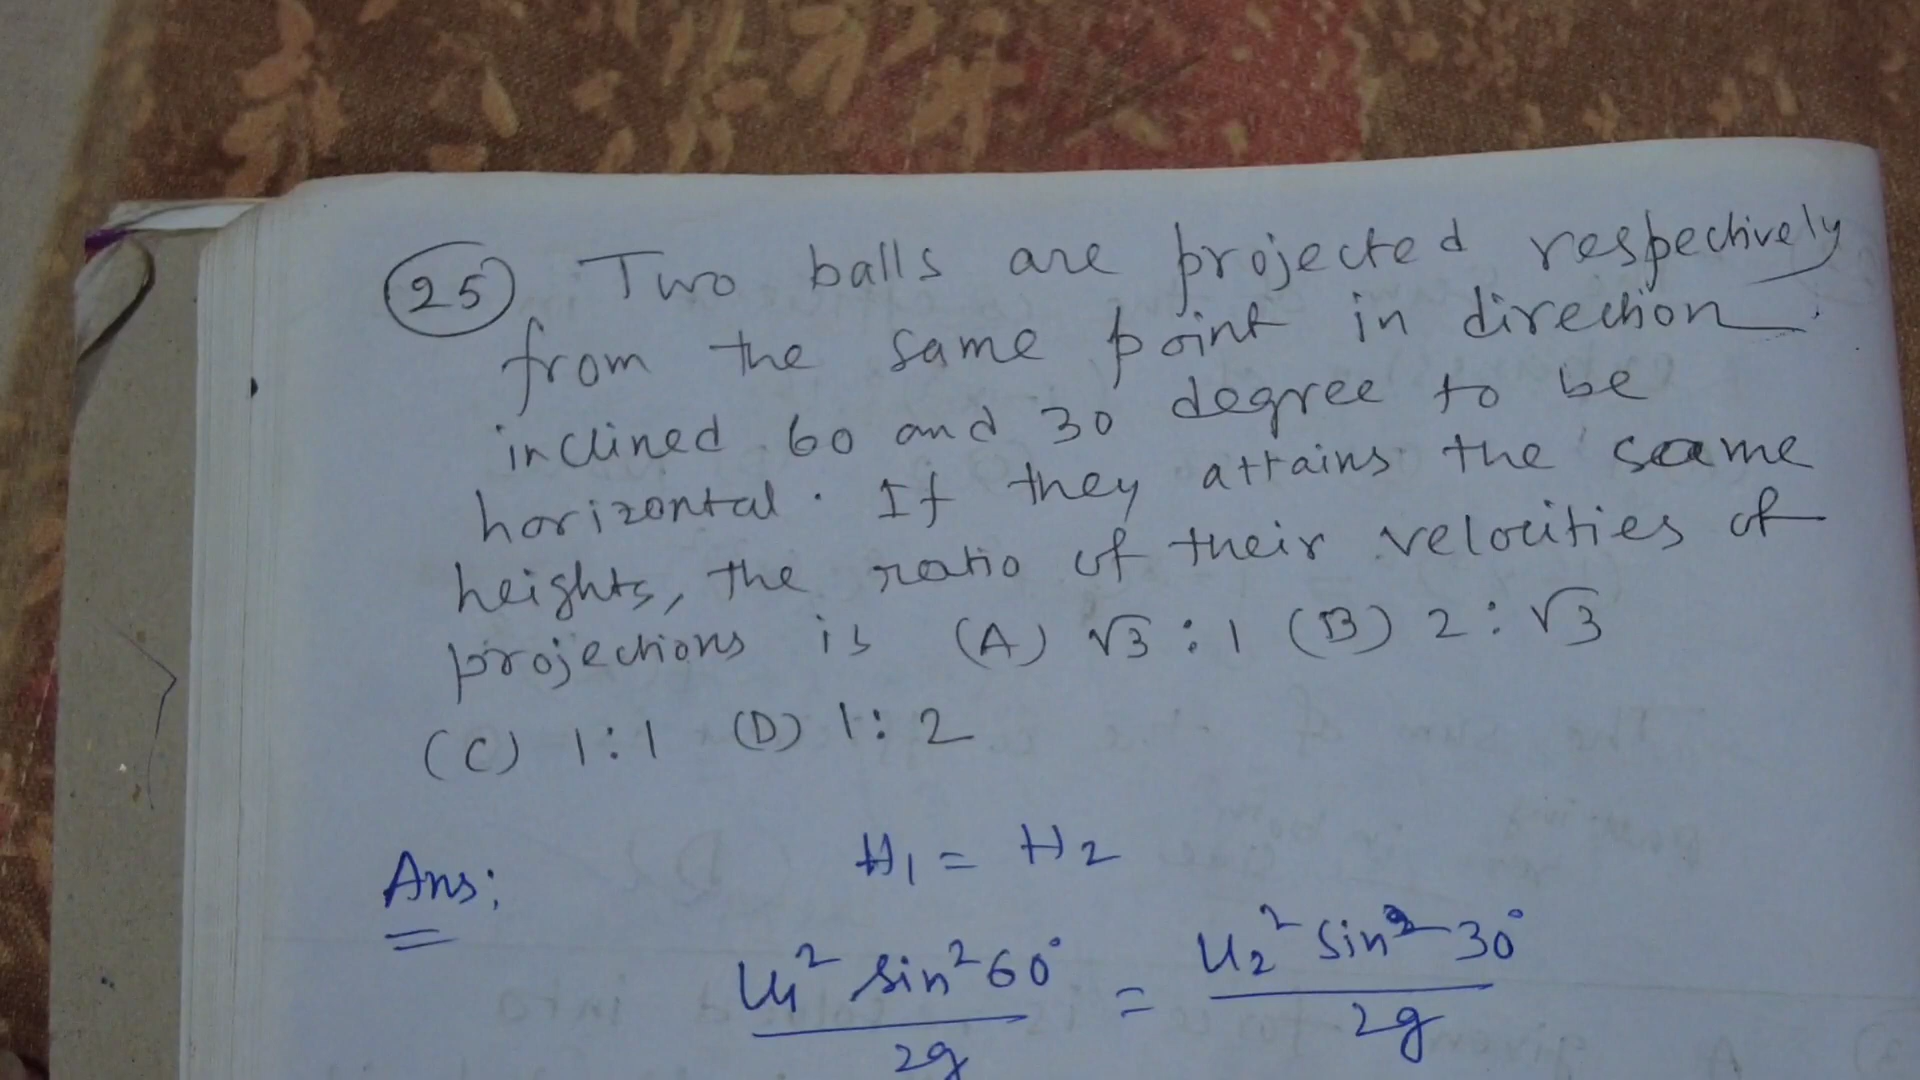 25 Two balls are projected respectively
from the same point in direction
inclined 60 and 30 degree to be
horizontal. If they attains the same
heights, the ratio of their velocities of
projections is (A) √3 : 1 (B) 2 : √3
(C) 1 : 1 (D) 1 : 2
Ans: H₁ = H₂
u₁² sin² 60° / 2g = u₂² sin² 30° / 2g